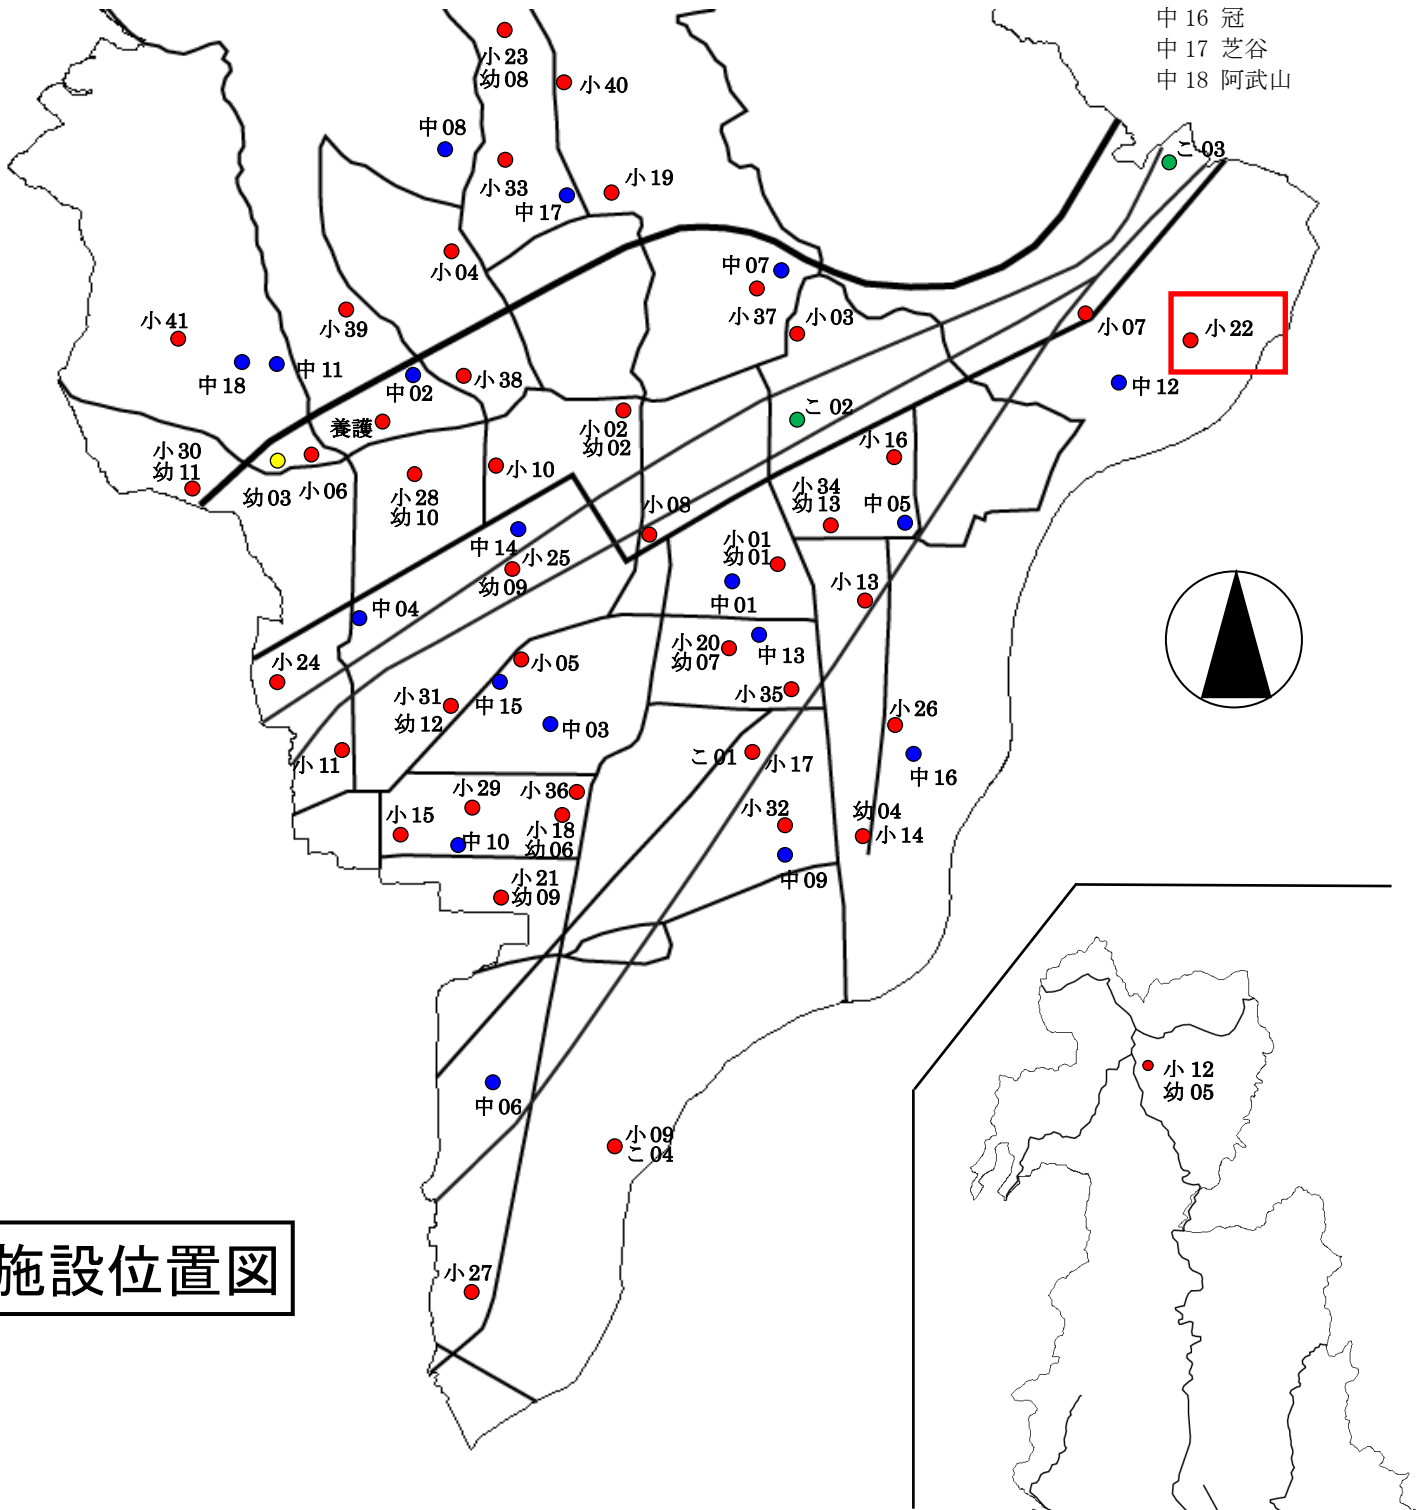 中 16 冠
中 17 芝谷
中 18 阿武山
小 23
幼 08
小 40
中 08
こ 03
小 33
小 19
中 17
小 04
中 07
小 37
小 03
小 07
小 22
小 41
小 39
中 18
中 11
中 02
小 38
中 12
養護
小 02
幼 02
こ 02
小 30
幼 11
小 16
小 10
幼 03
小 06
小 28
幼 10
小 34
幼 13
中 05
小 08
中 14
小 25
幼 09
小 01
幼 01
小 13
中 04
中 01
小 24
小 05
小 20
幼 07
中 13
小 31
幼 12
中 15
小 35
中 03
小 26
こ 01
小 17
小 11
中 16
小 29
小 36
小 15
小 32
幼 04
小 14
中 10
小 18
幼 06
中 09
小 21
幼 09
小 12
幼 05
中 06
小 09
こ 04
小 27
施設位置図